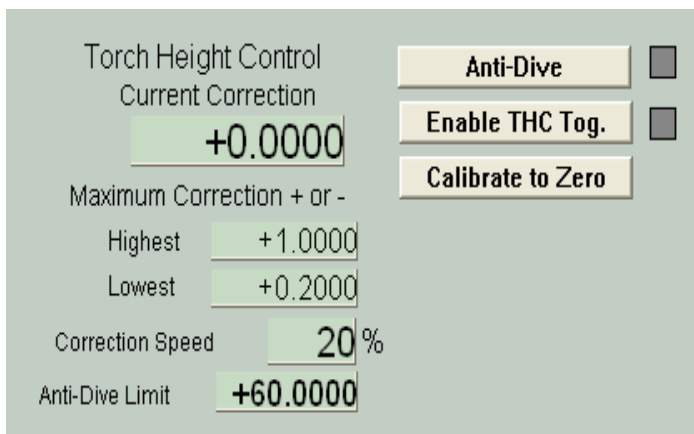 Torch Height Control
Current Correction
+0.0000
Maximum Correction + or -
Highest +1.0000
Lowest +0.2000
Correction Speed 20 %
Anti-Dive Limit +60.0000
Anti-Dive
Enable THC Tog.
Calibrate to Zero